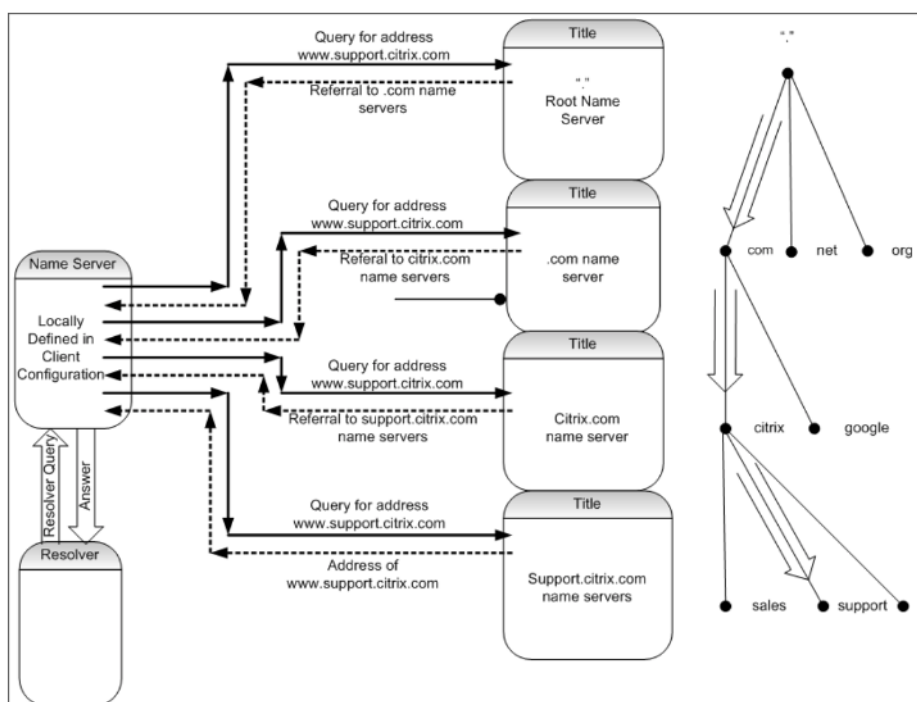 Query for address
www.support.citrix.com
Referral to .com name
servers
Title
“.”
Root Name
Server
Query for address
www.support.citrix.com
Referal to citrix.com
name servers
Title
.com name
server
Name Server
Locally
Defined in
Client
Configuration
Query for address
www.support.citrix.com
Referral to support.citrix.com
name servers
Title
Citrix.com
name server
Resolver Query
Answer
Resolver
Query for address
www.support.citrix.com
Address of
www.support.citrix.com
Title
Support.citrix.com
name servers
“.”
com
net
org
citrix
google
sales
support